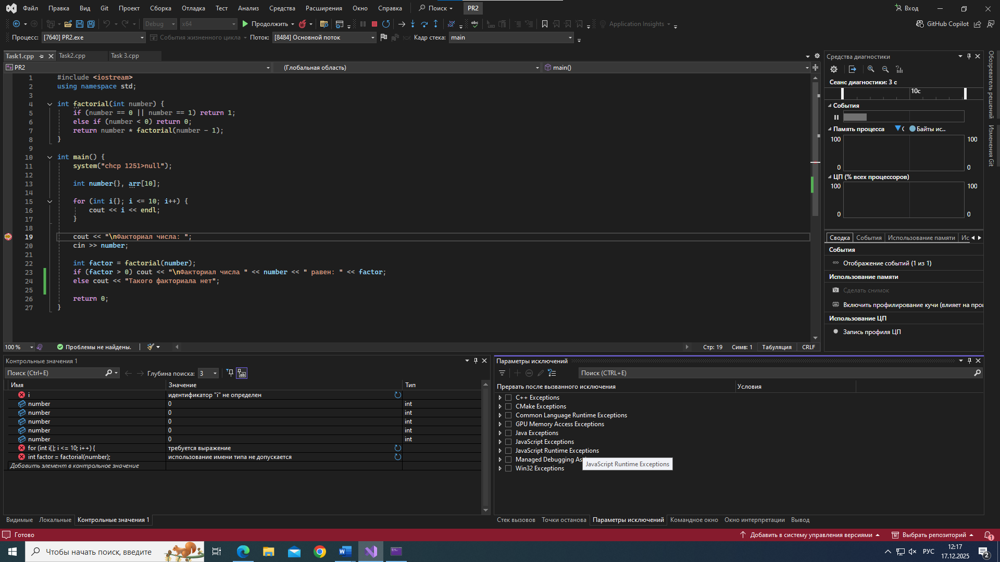 Файл Правка Вид Git Проект Сборка Отладка Тест Анализ Средства Расширения Окно Справка Поиск PR2 Вход
Debug x64 Продолжить abc Application Insights GitHub Copilot
Процесс: [7640] PR2.exe События жизненного цикла Поток: [8484] Основной поток Кадр стека: main
Task1.cpp Task2.cpp Task 3.cpp
PR2 (Глобальная область) main()
1 #include <iostream>
2 using namespace std;
3
4 int factorial(int number) {
5 if (number == 0 || number == 1) return 1;
6 else if (number < 0) return 0;
7 return number * factorial(number - 1);
8 }
9
10 int main() {
11 system("chcp 1251>null");
12
13 int number{}, arr[10];
14
15 for (int i{}; i <= 10; i++) {
16 cout << i << endl;
17 }
18
19 cout << "\nФакториал числа: ";
20 cin >> number;
21
22 int factor = factorial(number);
23 if (factor > 0) cout << "\nФакториал числа " << number << " равен: " << factor;
24 else cout << "Такого факториала нет";
25
26 return 0;
27 }
100 % Проблемы не найдены. Стр: 19 Симв: 1 Табуляция CRLF
Средства диагностики
Сеанс диагностики: 3 с
10с
События
Память процесса Байты ис...
100 100
0 0
ЦП (% всех процессоров)
100 100
0 0
Сводка События Использование памяти Ис
События
Отображение событий (1 из 1)
Использование памяти
Сделать снимок
Включить профилирование кучи (влияет на прои
Использование ЦП
Запись профиля ЦП
Обозреватель решений
Изменения Git
Контрольные значения 1
Поиск (Ctrl+E) Глубина поиска: 3
Имя Значение Тип
i идентификатор "i" не определен
number 0 int
number 0 int
number 0 int
number 0 int
number 0 int
for (int i{}; i <= 10; i++) { требуется выражение
int factor = factorial(number); использование имени типа не допускается
Добавить элемент в контрольное значение
Видимые Локальные Контрольные значения 1
Параметры исключений
Поиск (CTRL+E)
Прервать после вызванного исключения Условия
C++ Exceptions
CMake Exceptions
Common Language Runtime Exceptions
GPU Memory Access Exceptions
Java Exceptions
JavaScript Exceptions
JavaScript Runtime Exceptions
Managed Debugging As
JavaScript Runtime Exceptions
Win32 Exceptions
Стек вызовов Точки останова Параметры исключений Командное окно Окно интерпретации Вывод
Готово Добавить в систему управления версиями Выбрать репозиторий 1
Чтобы начать поиск, введите РУС 12:17
17.12.2025 2